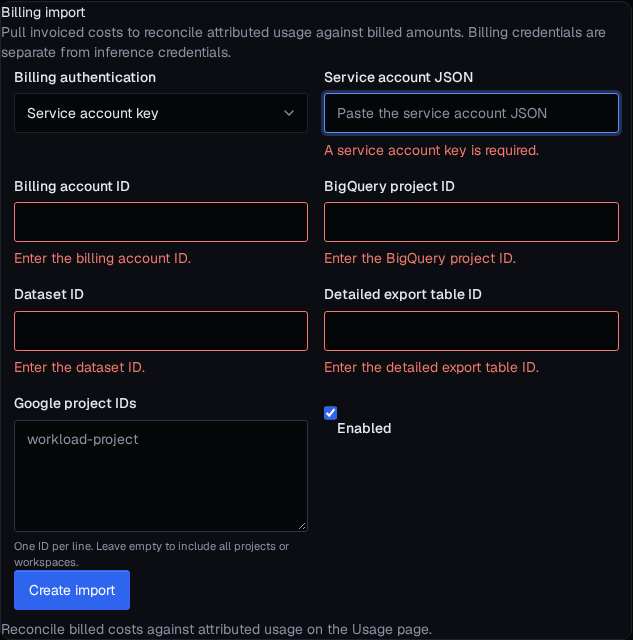 Billing import
Pull invoiced costs to reconcile attributed usage against billed amounts. Billing credentials are
separate from inference credentials.
Billing authentication
Service account JSON
Service account key
Paste the service account JSON
A service account key is required.
Billing account ID
BigQuery project ID
Enter the billing account ID.
Enter the BigQuery project ID.
Dataset ID
Detailed export table ID
Enter the dataset ID.
Enter the detailed export table ID.
Google project IDs
workload-project
Enabled
One ID per line. Leave empty to include all projects or
workspaces.
Create import
Reconcile billed costs against attributed usage on the Usage page.